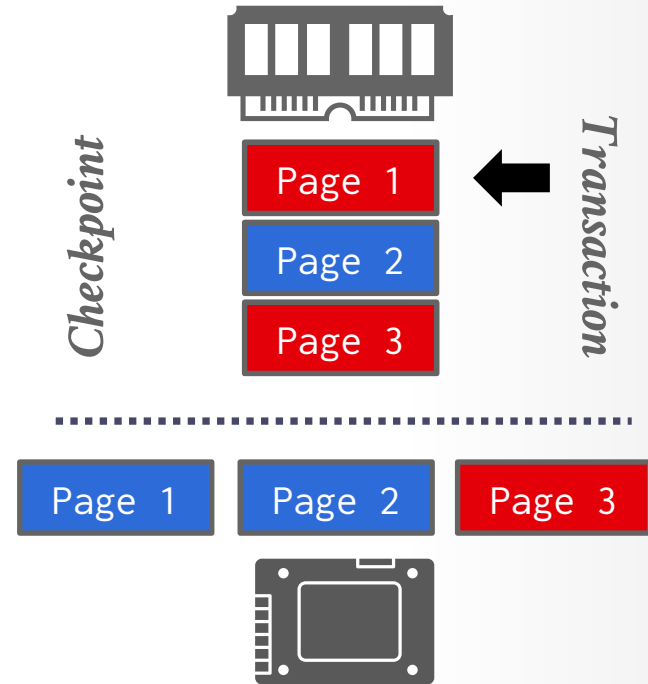 Checkpoint
Transaction
Page 1
Page 2
Page 3
Page 1
Page 2
Page 3